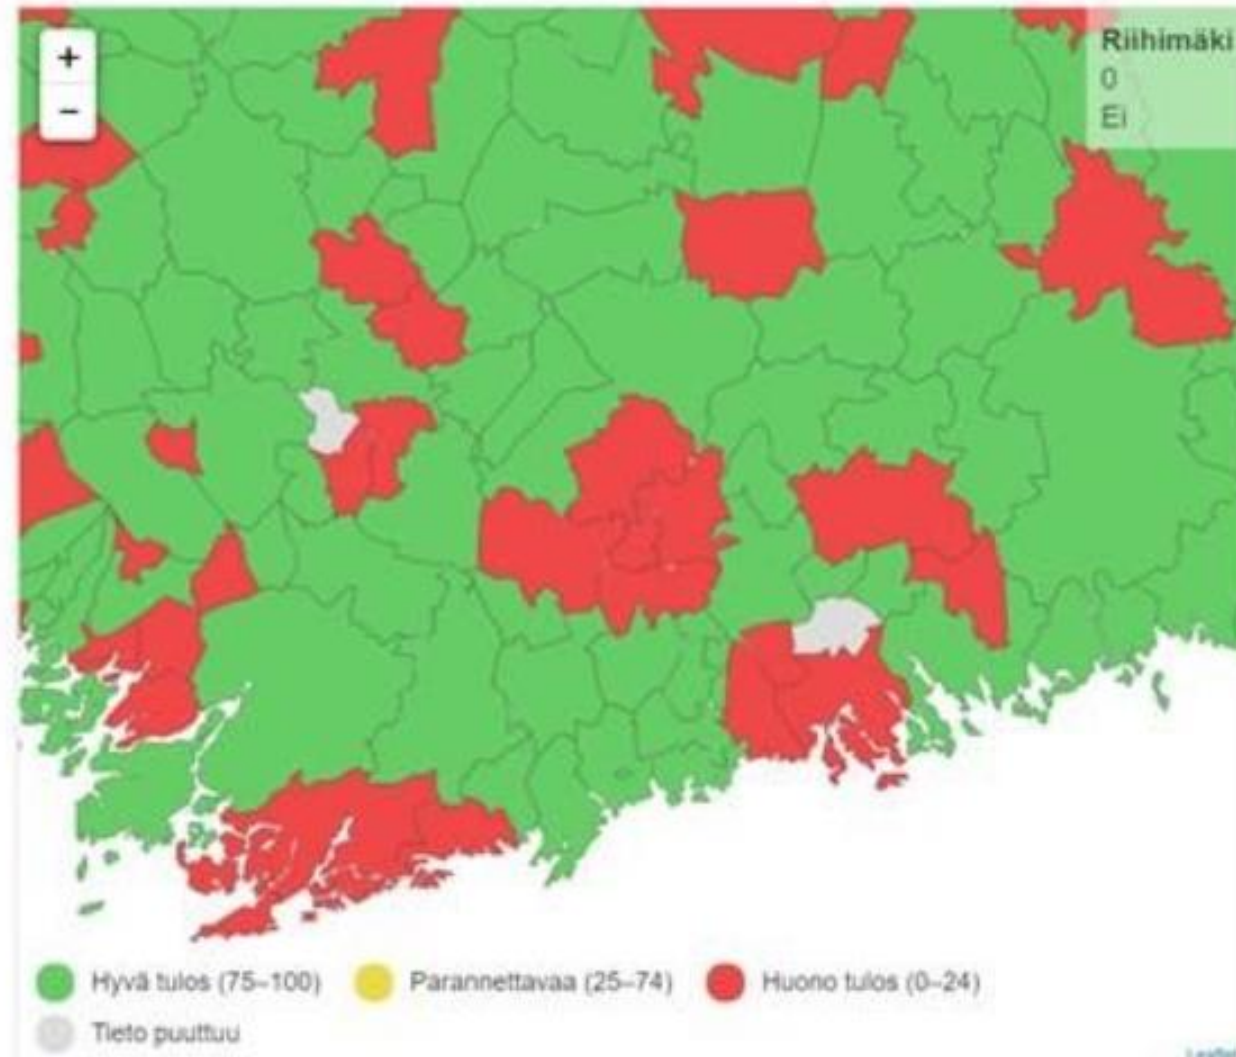 +
−
Riihimäki
0
Ei
Hyvä tulos (75–100) Parannettavaa (25–74) Huono tulos (0–24)
Tieto puuttuu